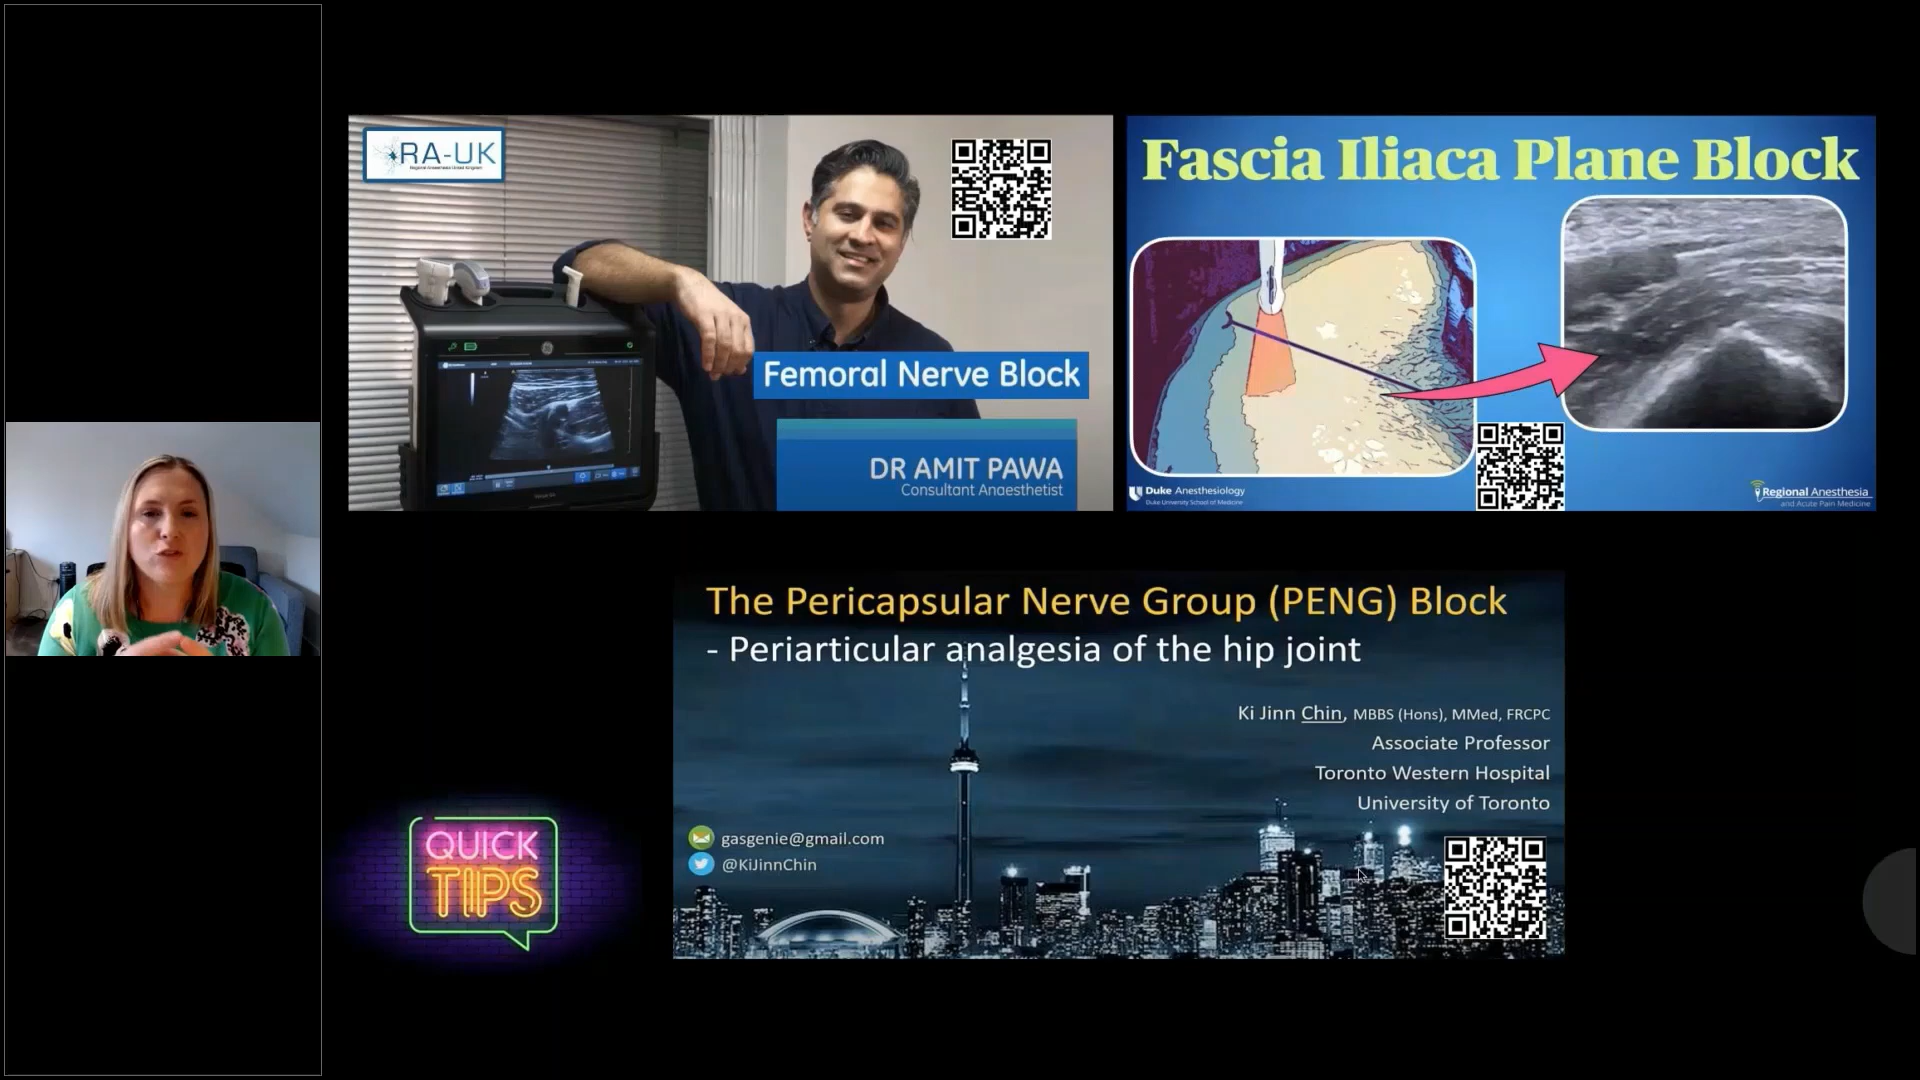 RA-UK
Regional Anaesthesia United Kingdom
Femoral Nerve Block
DR AMIT PAWA
Consultant Anaesthetist
Fascia Iliaca Plane Block
Duke Anesthesiology
Duke University School of Medicine
Regional Anesthesia
and Acute Pain Medicine
The Pericapsular Nerve Group (PENG) Block
- Periarticular analgesia of the hip joint
Ki Jinn Chin, MBBS (Hons), MMed, FRCPC
Associate Professor
Toronto Western Hospital
University of Toronto
gasgenie@gmail.com
@KiJinnChin
QUICK
TIPS